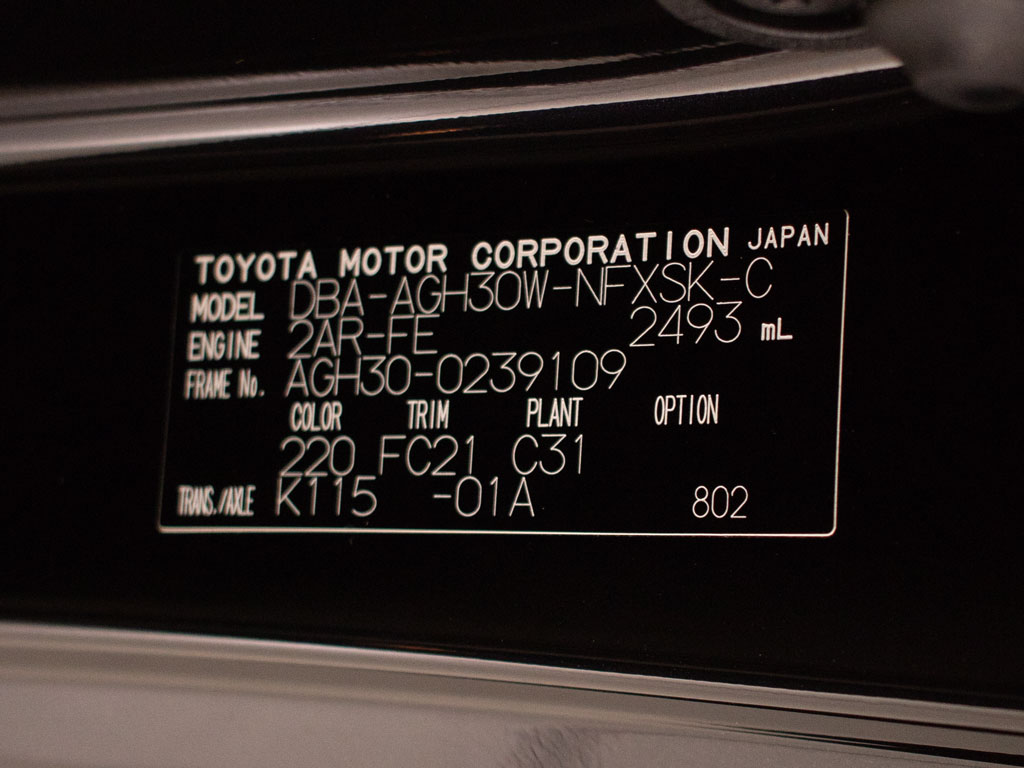 TOYOTA MOTOR CORPORATION JAPAN
MODEL DBA-AGH30W-NFXSK-C
ENGINE 2AR-FE 2493 mL
FRAME No. AGH30-0239109
COLOR TRIM PLANT OPTION
220 FC21 C31
TRANS./AXLE K115 -01A 802